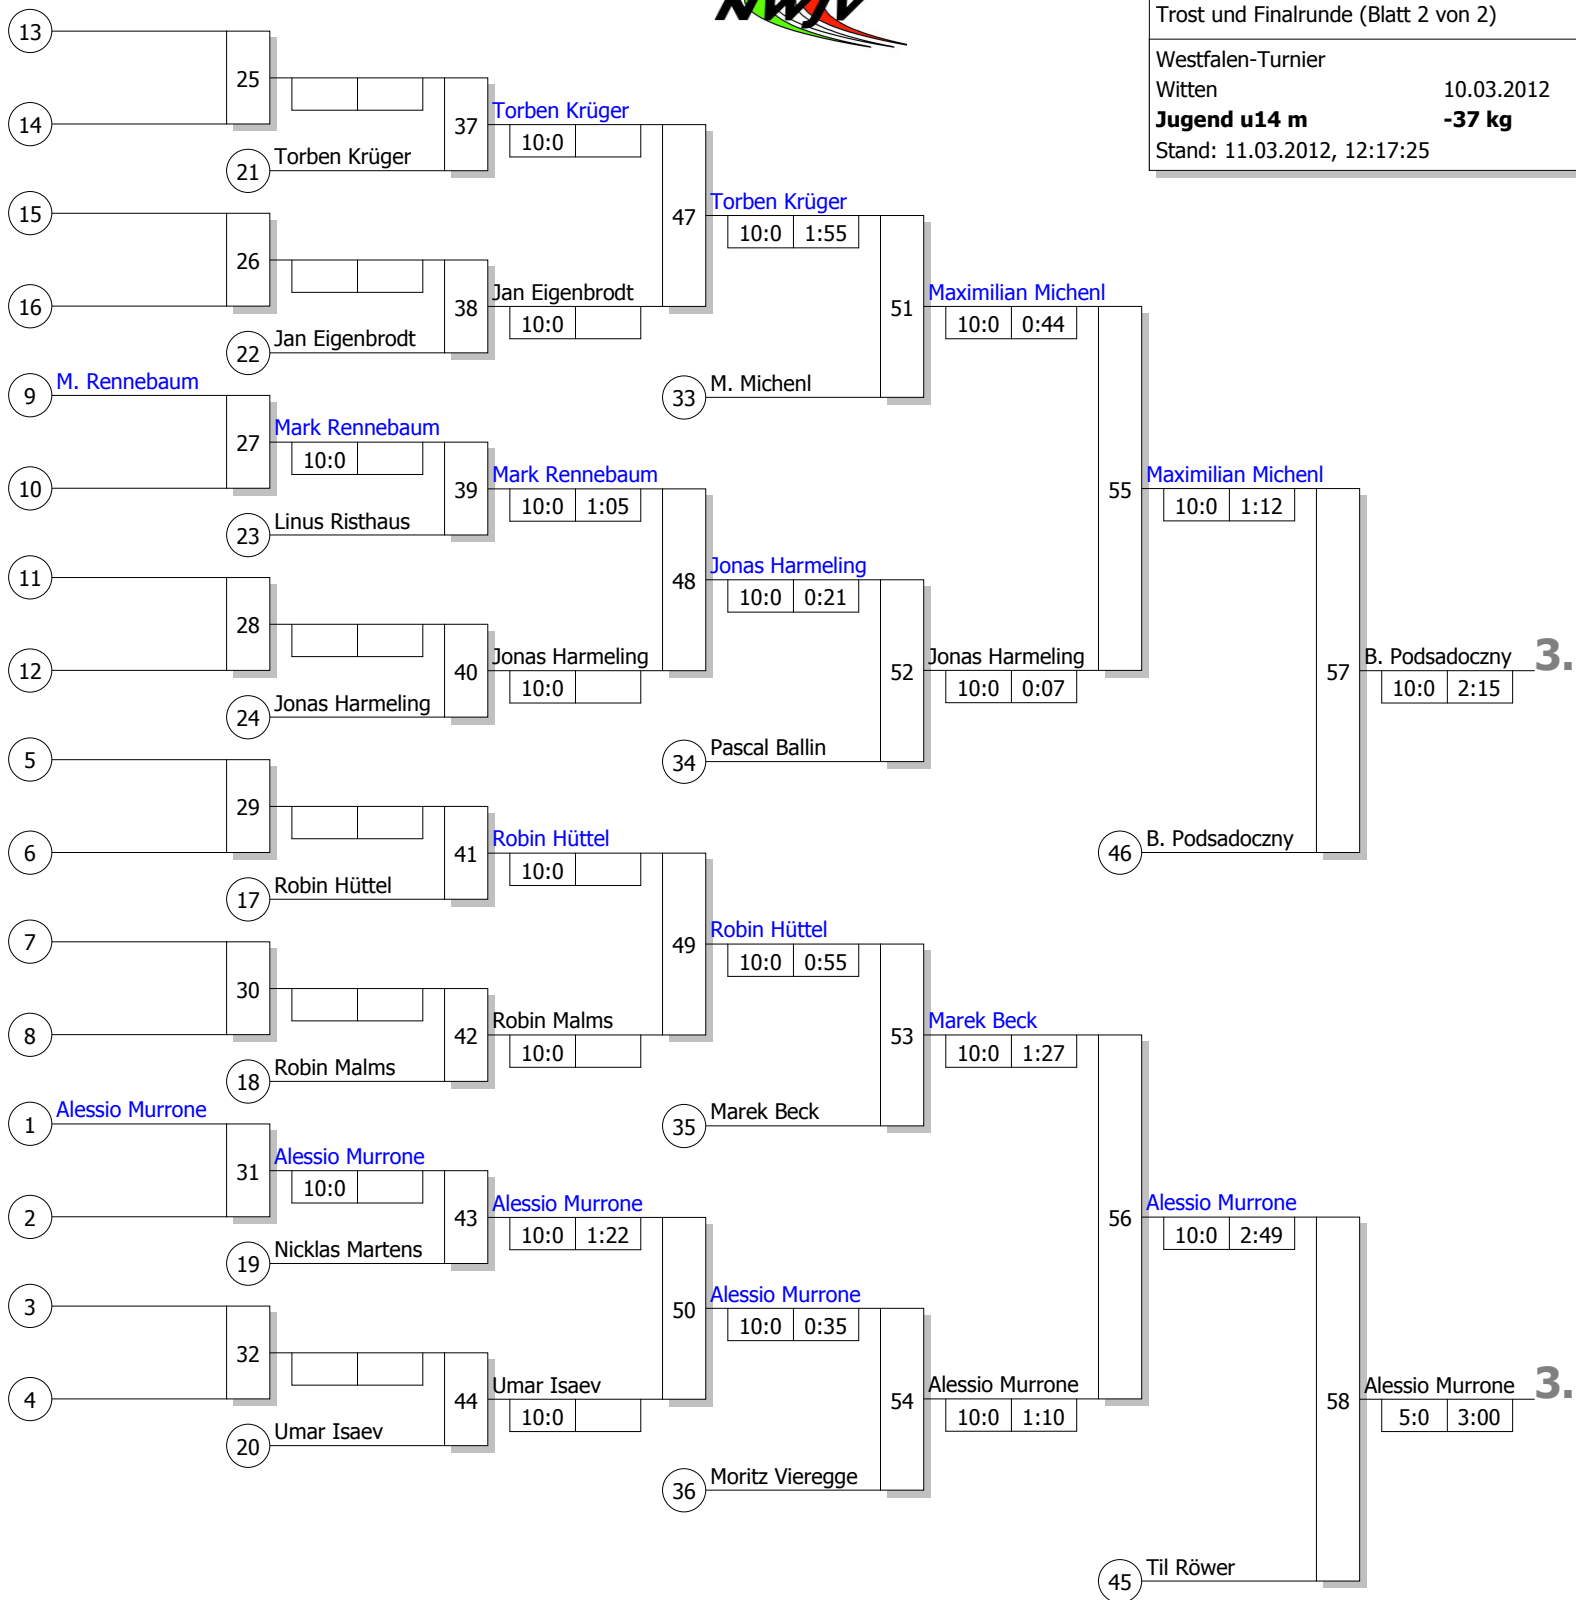 NWJV
Trost und Finalrunde (Blatt 2 von 2)
Westfalen-Turnier
Witten 10.03.2012
Jugend u14 m -37 kg
Stand: 11.03.2012, 12:17:25
13
25
14
37
Torben Krüger
10:0
21 Torben Krüger
15
47
Torben Krüger
10:0 1:55
26
16
38
Jan Eigenbrodt
10:0
22 Jan Eigenbrodt
51
Maximilian Michenl
10:0 0:44
33 M. Michenl
9 M. Rennebaum
27
Mark Rennebaum
10:0
10
39
Mark Rennebaum
10:0 1:05
23 Linus Risthaus
55
Maximilian Michenl
10:0 1:12
11
48
Jonas Harmeling
10:0 0:21
28
12
40
Jonas Harmeling
10:0
24 Jonas Harmeling
52
Jonas Harmeling
10:0 0:07
57
B. Podsadoczny 3.
10:0 2:15
34 Pascal Ballin
5
29
6
41
Robin Hüttel
10:0
46 B. Podsadoczny
17 Robin Hüttel
7
49
Robin Hüttel
10:0 0:55
30
8
42
Robin Malms
10:0
18 Robin Malms
53
Marek Beck
10:0 1:27
35 Marek Beck
1 Alessio Murrone
31
Alessio Murrone
10:0
2
43
Alessio Murrone
10:0 1:22
19 Nicklas Martens
56
Alessio Murrone
10:0 2:49
3
50
Alessio Murrone
10:0 0:35
32
4
44
Umar Isaev
10:0
20 Umar Isaev
54
Alessio Murrone
10:0 1:10
58
Alessio Murrone 3.
5:0 3:00
36 Moritz Vieregge
45 Til Röwer